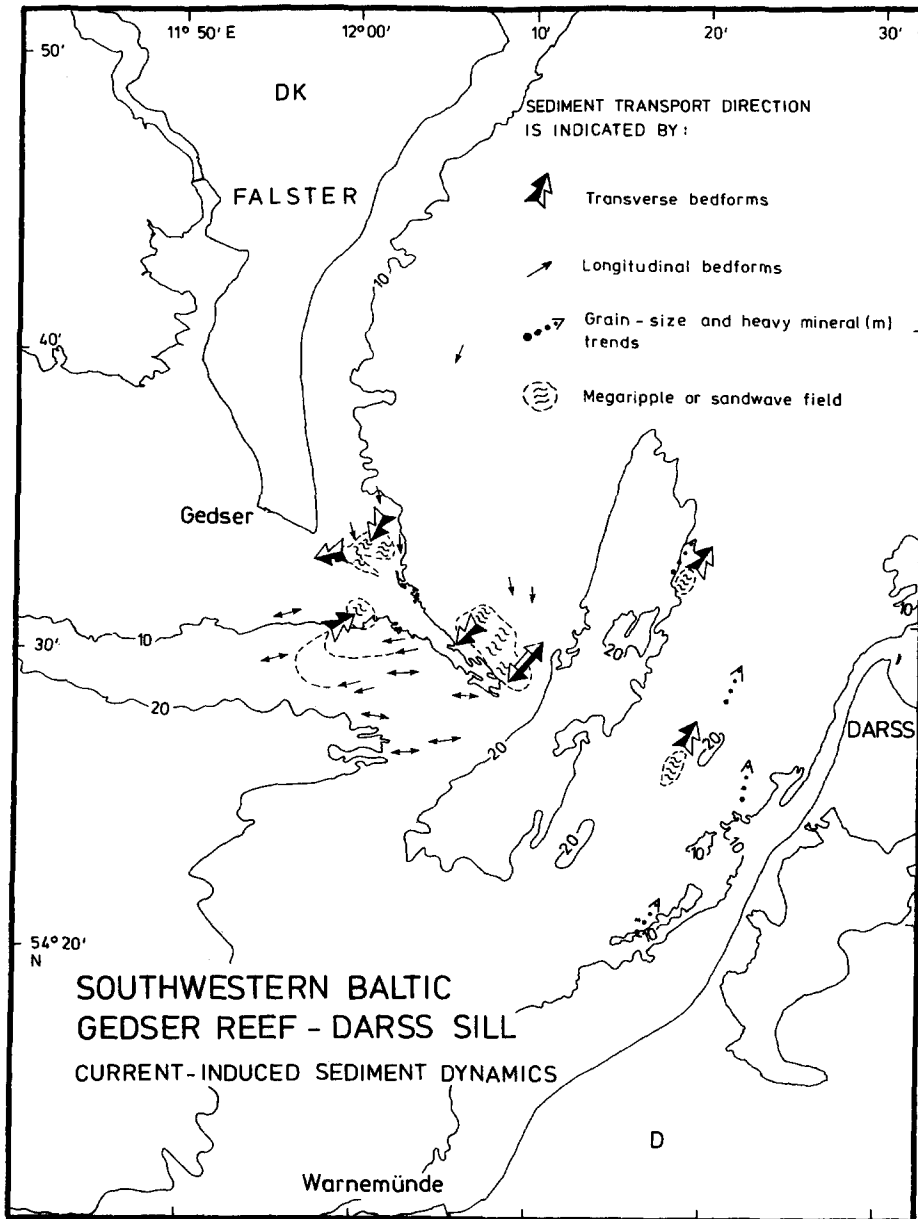 11° 50' E
12° 00'
10'
20'
30'
50'
DK
SEDIMENT TRANSPORT DIRECTION
IS INDICATED BY:
Transverse bedforms
FALSTER
Longitudinal bedforms
10
Grain-size and heavy mineral (m)
trends
40'
Megaripple or sandwave field
Gedser
10
10
30'
20
20
DARSS
20
20
20
10
10
20
10
54° 20'
N
SOUTHWESTERN BALTIC
GEDSER REEF - DARSS SILL
CURRENT-INDUCED SEDIMENT DYNAMICS
D
Warnemünde